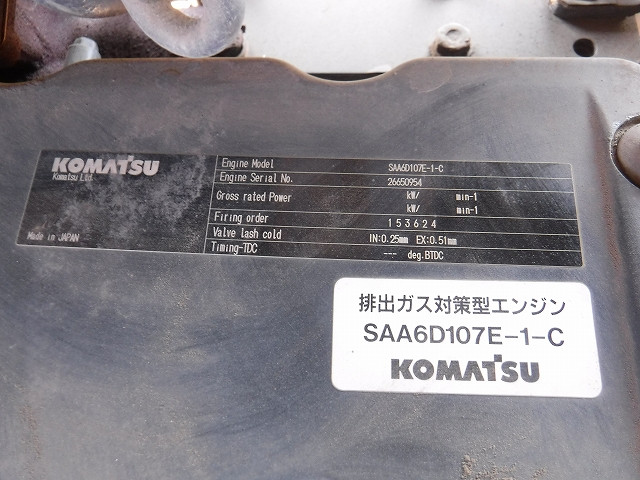 KOMATSU
Komatsu Ltd.
Made in JAPAN
Engine Model SAA6D107E-1-C
Engine Serial No. 26650954
Gross rated Power kW/ min-1
kW/ min-1
Firing order 153624
Valve lash cold IN:0.25mm EX:0.51mm
Timing-TDC --- deg.BTDC
排出ガス対策型エンジン
SAA6D107E-1-C
KOMATSU